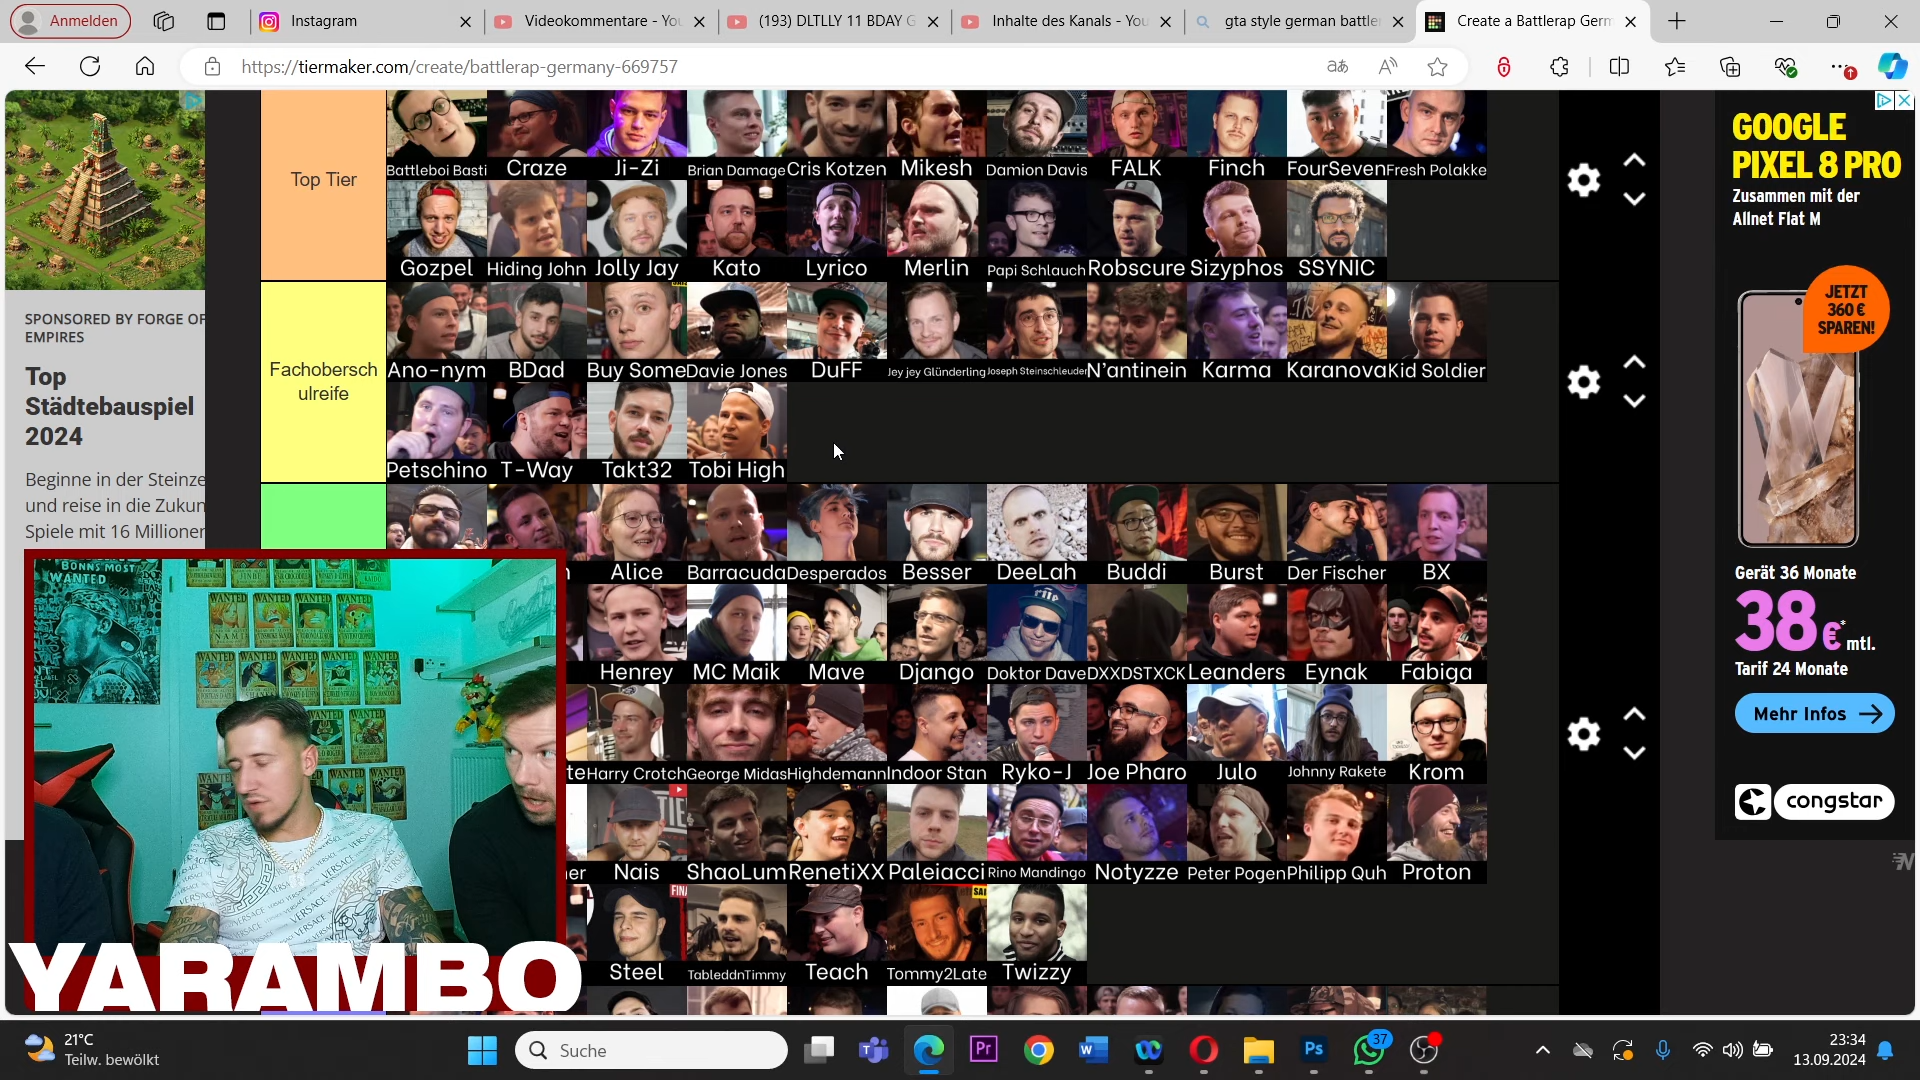 Anmelden
Instagram
Videokommentare - You
(193) DLTLLY 11 BDAY G
Inhalte des Kanals - You
gta style german battler
Create a Battlerap Germ
https://tiermaker.com/create/battlerap-germany-669757
Top Tier
Battleboi Basti
Craze
Ji-Zi
Brian Damage
Cris Kotzen
Mikesh
Damion Davis
FALK
Finch
FourSeven
Fresh Polakke
Gozpel
Hiding John
Jolly Jay
Kato
Lyrico
Merlin
Papi Schlauch
Robscure
Sizyphos
SSYNIC
Fachobersch
ulreife
Ano-nym
BDad
Buy Some
Davie Jones
DuFF
Jey jey Glünderling
Joseph Steinschleuder
N'antinein
Karma
Karanova
Kid Soldier
Petschino
T-Way
Takt32
Tobi High
Alice
Barracuda
Desperados
Besser
DeeLah
Buddi
Burst
Der Fischer
BX
Henrey
MC Maik
Mave
Django
Doktor Dave
DXXDSTXCK
Leanders
Eynak
Fabiga
te
Harry Crotch
George Midas
Highdemann
Indoor Stan
Ryko-J
Joe Pharo
Julo
Johnny Rakete
Krom
er
Nais
ShaoLum
RenetiXX
Paleiacci
Rino Mandingo
Notyzze
Peter Pogen
Philipp Quh
Proton
Steel
TableddnTimmy
Teach
Tommy2Late
Twizzy
SPONSORED BY FORGE OF
EMPIRES
Top
Städtebauspiel
2024
Beginne in der Steinze
und reise in die Zukun
Spiele mit 16 Millionen
BONNS MOST
WANTED
YARAMBO
GOOGLE
PIXEL 8 PRO
Zusammen mit der
Allnet Flat M
JETZT
360 €
SPAREN!
Gerät 36 Monate
38 €* mtl.
Tarif 24 Monate
Mehr Infos
congstar
21°C
Teilw. bewölkt
Suche
37
23:34
13.09.2024